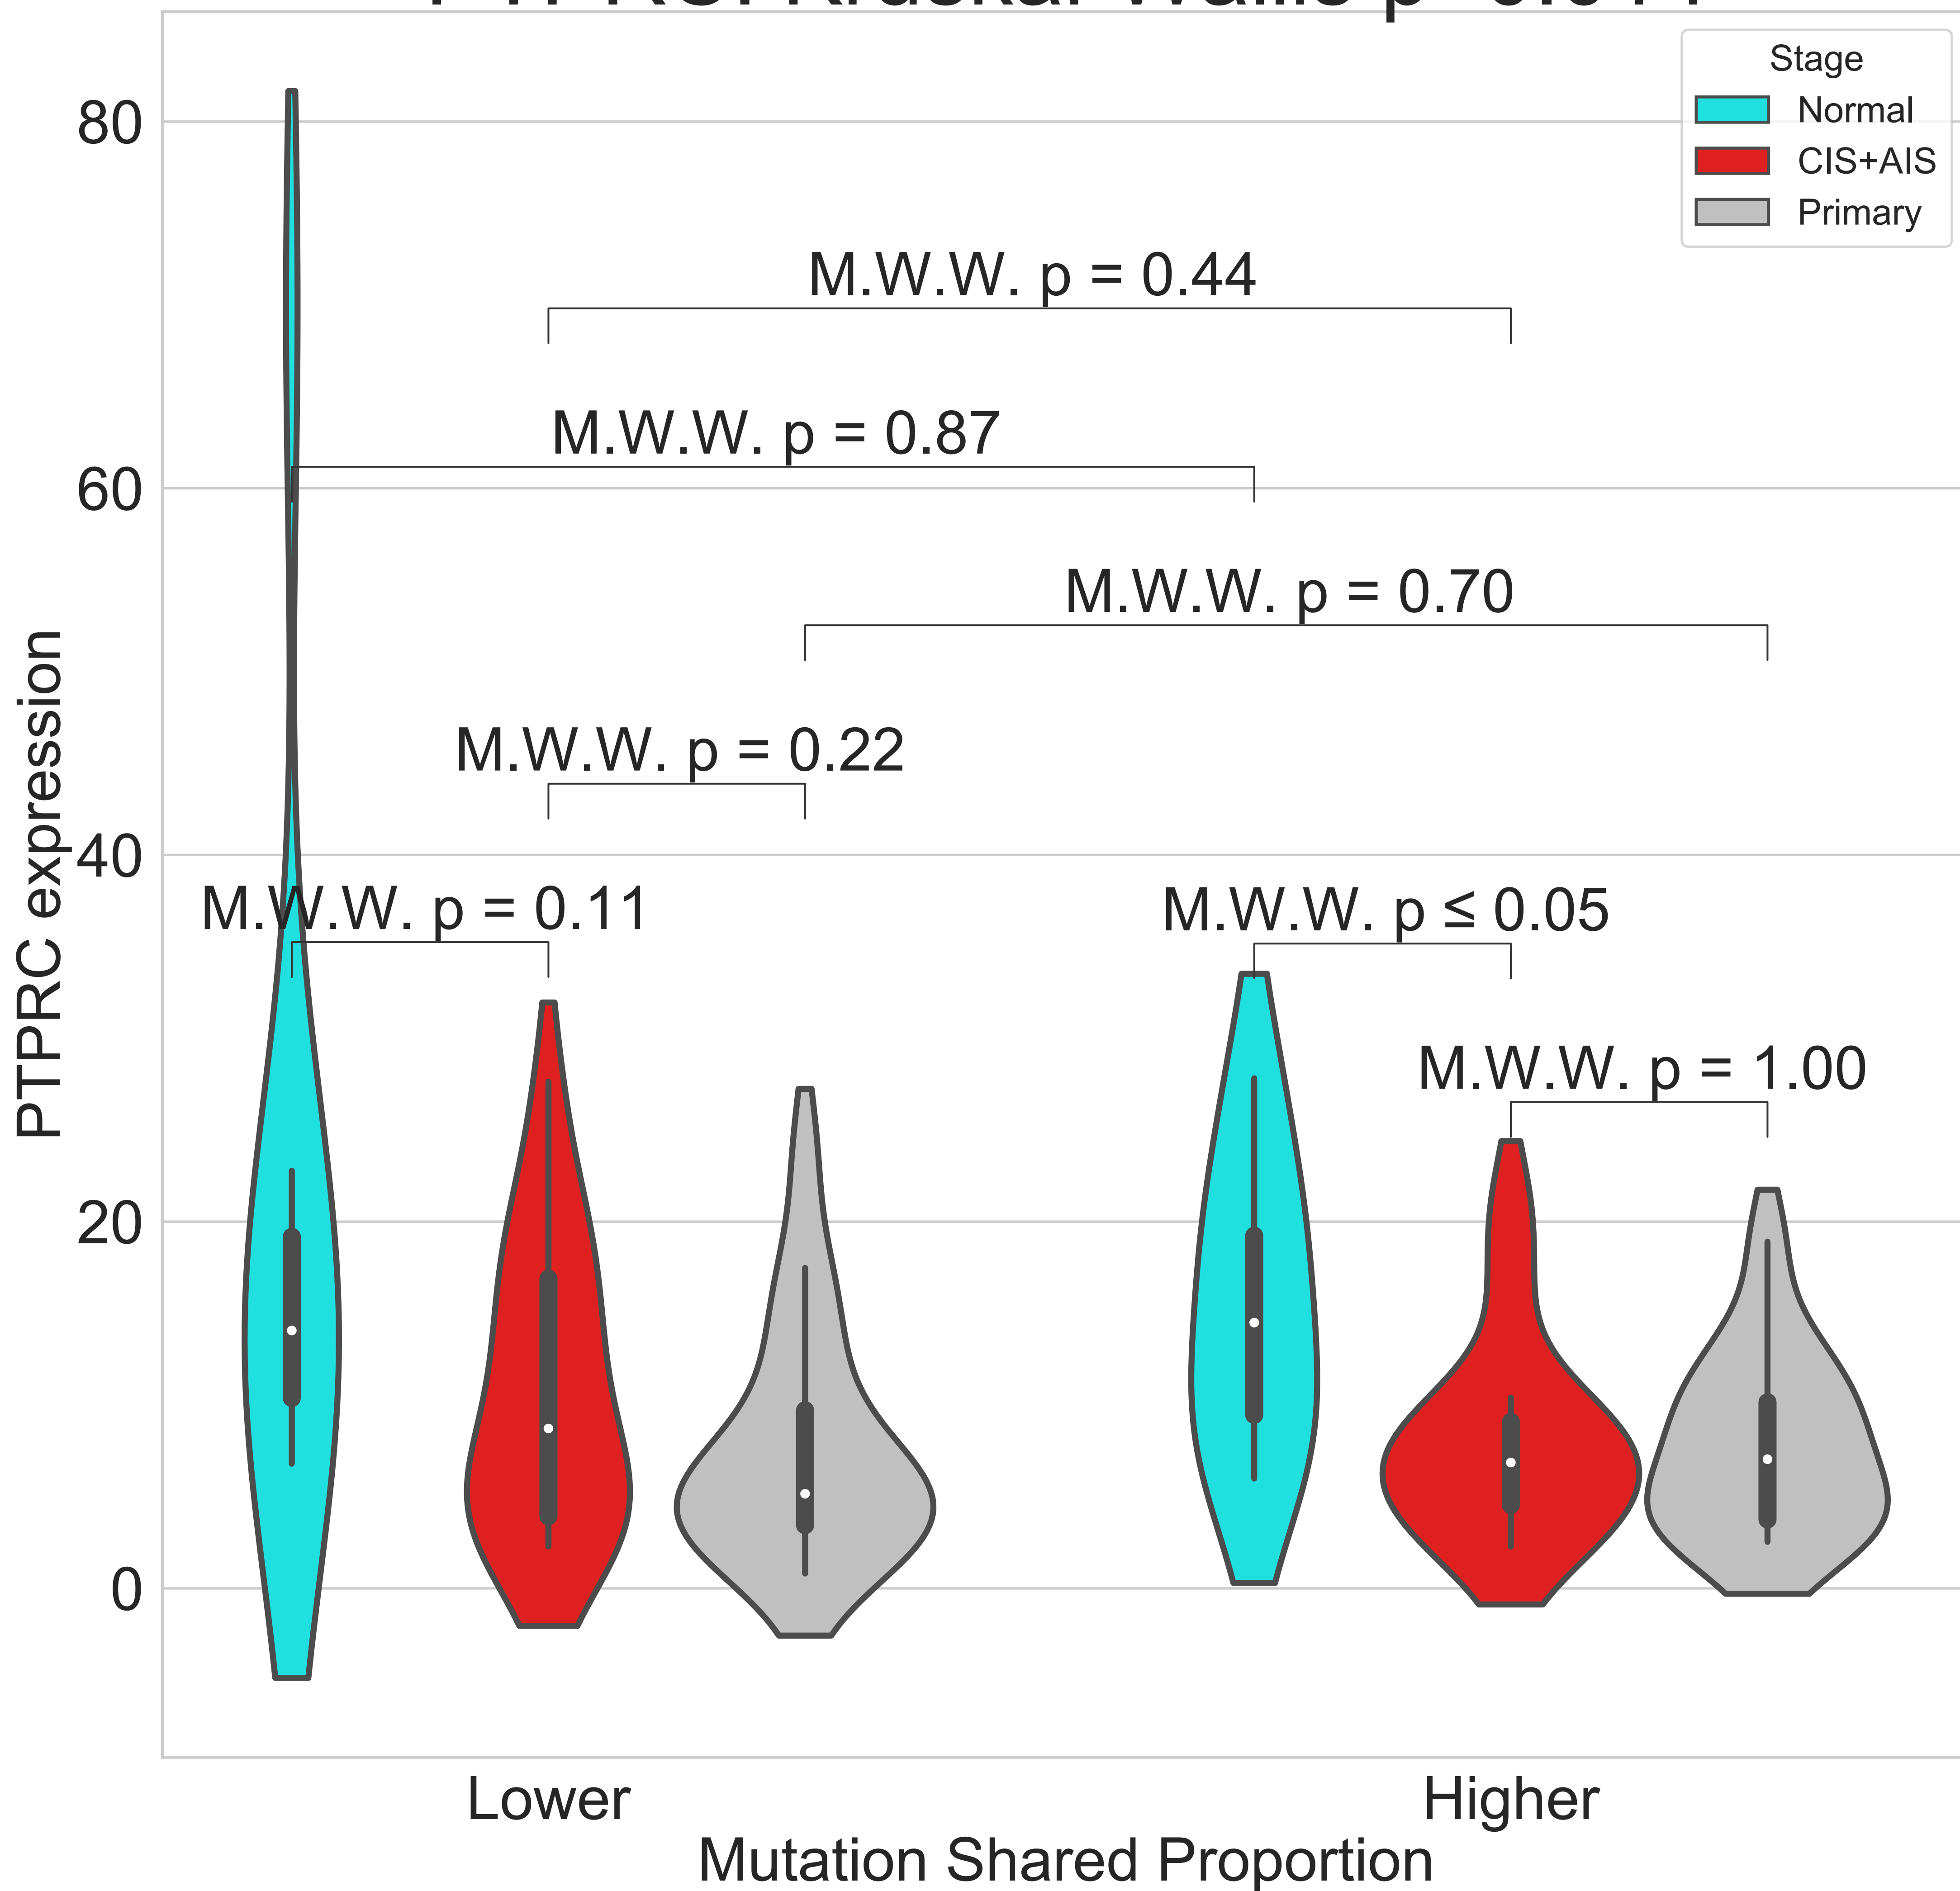 Stage
Normal
CIS+AIS
Primary
80
60
40
20
0
PTPRC expression
M.W.W. p = 0.44
M.W.W. p = 0.87
M.W.W. p = 0.70
M.W.W. p = 0.22
M.W.W. p = 0.11
M.W.W. p ≤ 0.05
M.W.W. p = 1.00
Lower
Higher
Mutation Shared Proportion